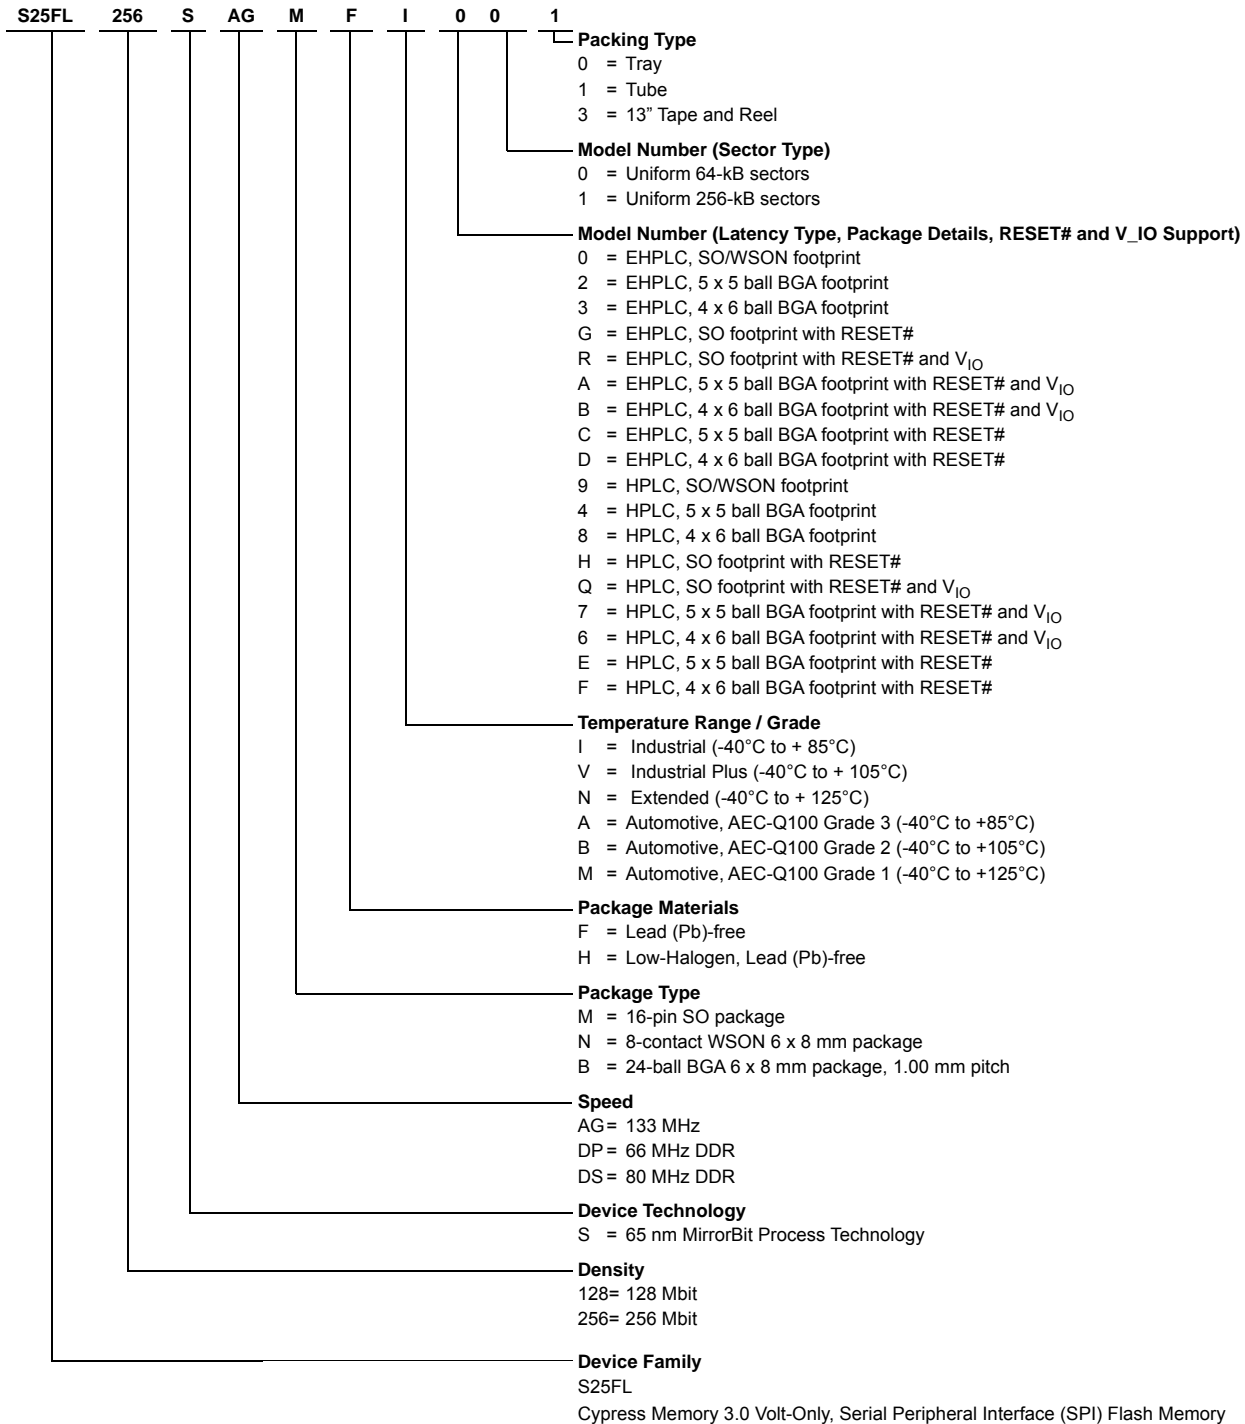 S25FL 256 S AG M F I 0 0 1
Packing Type
0 = Tray
1 = Tube
3 = 13” Tape and Reel
Model Number (Sector Type)
0 = Uniform 64-kB sectors
1 = Uniform 256-kB sectors
Model Number (Latency Type, Package Details, RESET# and V_IO Support)
0 = EHPLC, SO/WSON footprint
2 = EHPLC, 5 x 5 ball BGA footprint
3 = EHPLC, 4 x 6 ball BGA footprint
G = EHPLC, SO footprint with RESET#
R = EHPLC, SO footprint with RESET# and VIO
A = EHPLC, 5 x 5 ball BGA footprint with RESET# and VIO
B = EHPLC, 4 x 6 ball BGA footprint with RESET# and VIO
C = EHPLC, 5 x 5 ball BGA footprint with RESET#
D = EHPLC, 4 x 6 ball BGA footprint with RESET#
9 = HPLC, SO/WSON footprint
4 = HPLC, 5 x 5 ball BGA footprint
8 = HPLC, 4 x 6 ball BGA footprint
H = HPLC, SO footprint with RESET#
Q = HPLC, SO footprint with RESET# and VIO
7 = HPLC, 5 x 5 ball BGA footprint with RESET# and VIO
6 = HPLC, 4 x 6 ball BGA footprint with RESET# and VIO
E = HPLC, 5 x 5 ball BGA footprint with RESET#
F = HPLC, 4 x 6 ball BGA footprint with RESET#
Temperature Range / Grade
I = Industrial (-40°C to + 85°C)
V = Industrial Plus (-40°C to + 105°C)
N = Extended (-40°C to + 125°C)
A = Automotive, AEC-Q100 Grade 3 (-40°C to +85°C)
B = Automotive, AEC-Q100 Grade 2 (-40°C to +105°C)
M = Automotive, AEC-Q100 Grade 1 (-40°C to +125°C)
Package Materials
F = Lead (Pb)-free
H = Low-Halogen, Lead (Pb)-free
Package Type
M = 16-pin SO package
N = 8-contact WSON 6 x 8 mm package
B = 24-ball BGA 6 x 8 mm package, 1.00 mm pitch
Speed
AG= 133 MHz
DP= 66 MHz DDR
DS= 80 MHz DDR
Device Technology
S = 65 nm MirrorBit Process Technology
Density
128= 128 Mbit
256= 256 Mbit
Device Family
S25FL
Cypress Memory 3.0 Volt-Only, Serial Peripheral Interface (SPI) Flash Memory